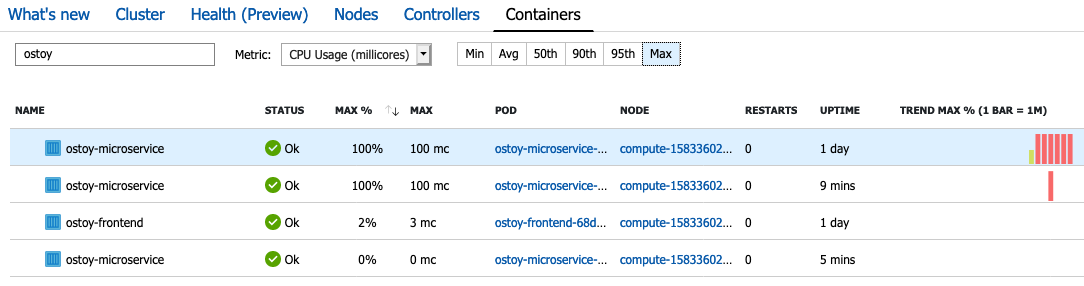 What's new Cluster Health (Preview) Nodes Controllers Containers
ostoy Metric: CPU Usage (millicores) Min Avg 50th 90th 95th Max
NAME STATUS MAX % ↑↓ MAX POD NODE RESTARTS UPTIME TREND MAX % (1 BAR = 1M)
ostoy-microservice Ok 100% 100 mc ostoy-microservice-... compute-15833602... 0 1 day
ostoy-microservice Ok 100% 100 mc ostoy-microservice-... compute-15833602... 0 9 mins
ostoy-frontend Ok 2% 3 mc ostoy-frontend-68d... compute-15833602... 0 1 day
ostoy-microservice Ok 0% 0 mc ostoy-microservice-... compute-15833602... 0 5 mins